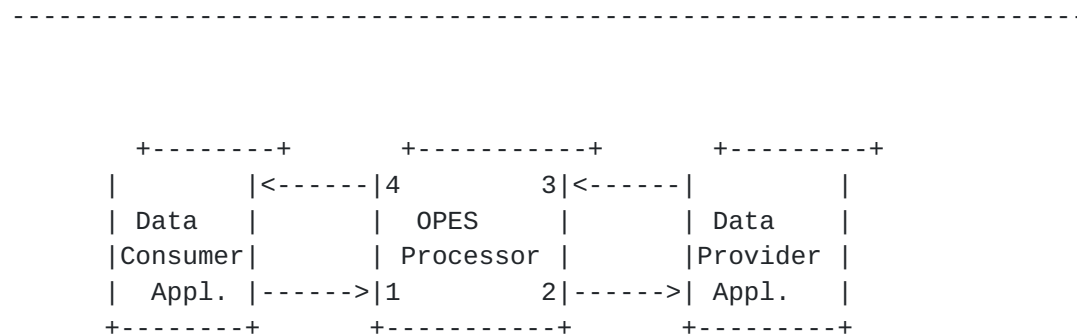 -----------------------------------------------------------------------
  +--------+         +-----------+         +---------+
|        |<------|4         3|<------|         |
| Data   |       |  OPES     |       | Data    |
|Consumer|       | Processor |       |Provider |
|  Appl. |------>|1         2|------>| Appl.   |
+--------+       +-----------+       +---------+